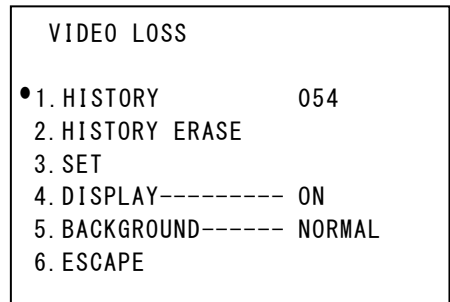 VIDEO LOSS
•1. HISTORY 054
2. HISTORY ERASE
3. SET
4. DISPLAY--------- ON
5. BACKGROUND------ NORMAL
6. ESCAPE